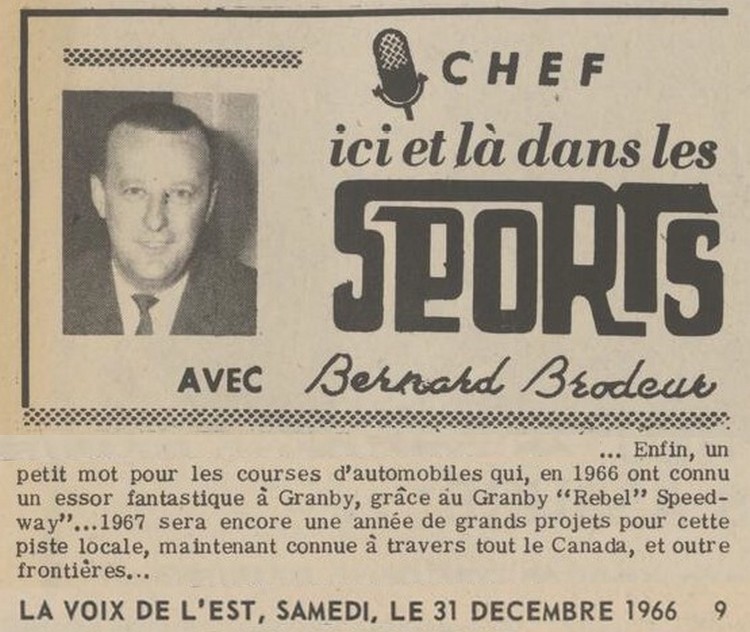 CHEF
ici et là dans les
SPORTS
AVEC Bernard Brodeur
... Enfin, un
petit mot pour les courses d'automobiles qui, en 1966 ont connu
un essor fantastique à Granby, grâce au Granby "Rebel" Speed-
way"...1967 sera encore une année de grands projets pour cette
piste locale, maintenant connue à travers tout le Canada, et outre
frontières...
LA VOIX DE L'EST, SAMEDI, LE 31 DECEMBRE 1966 9